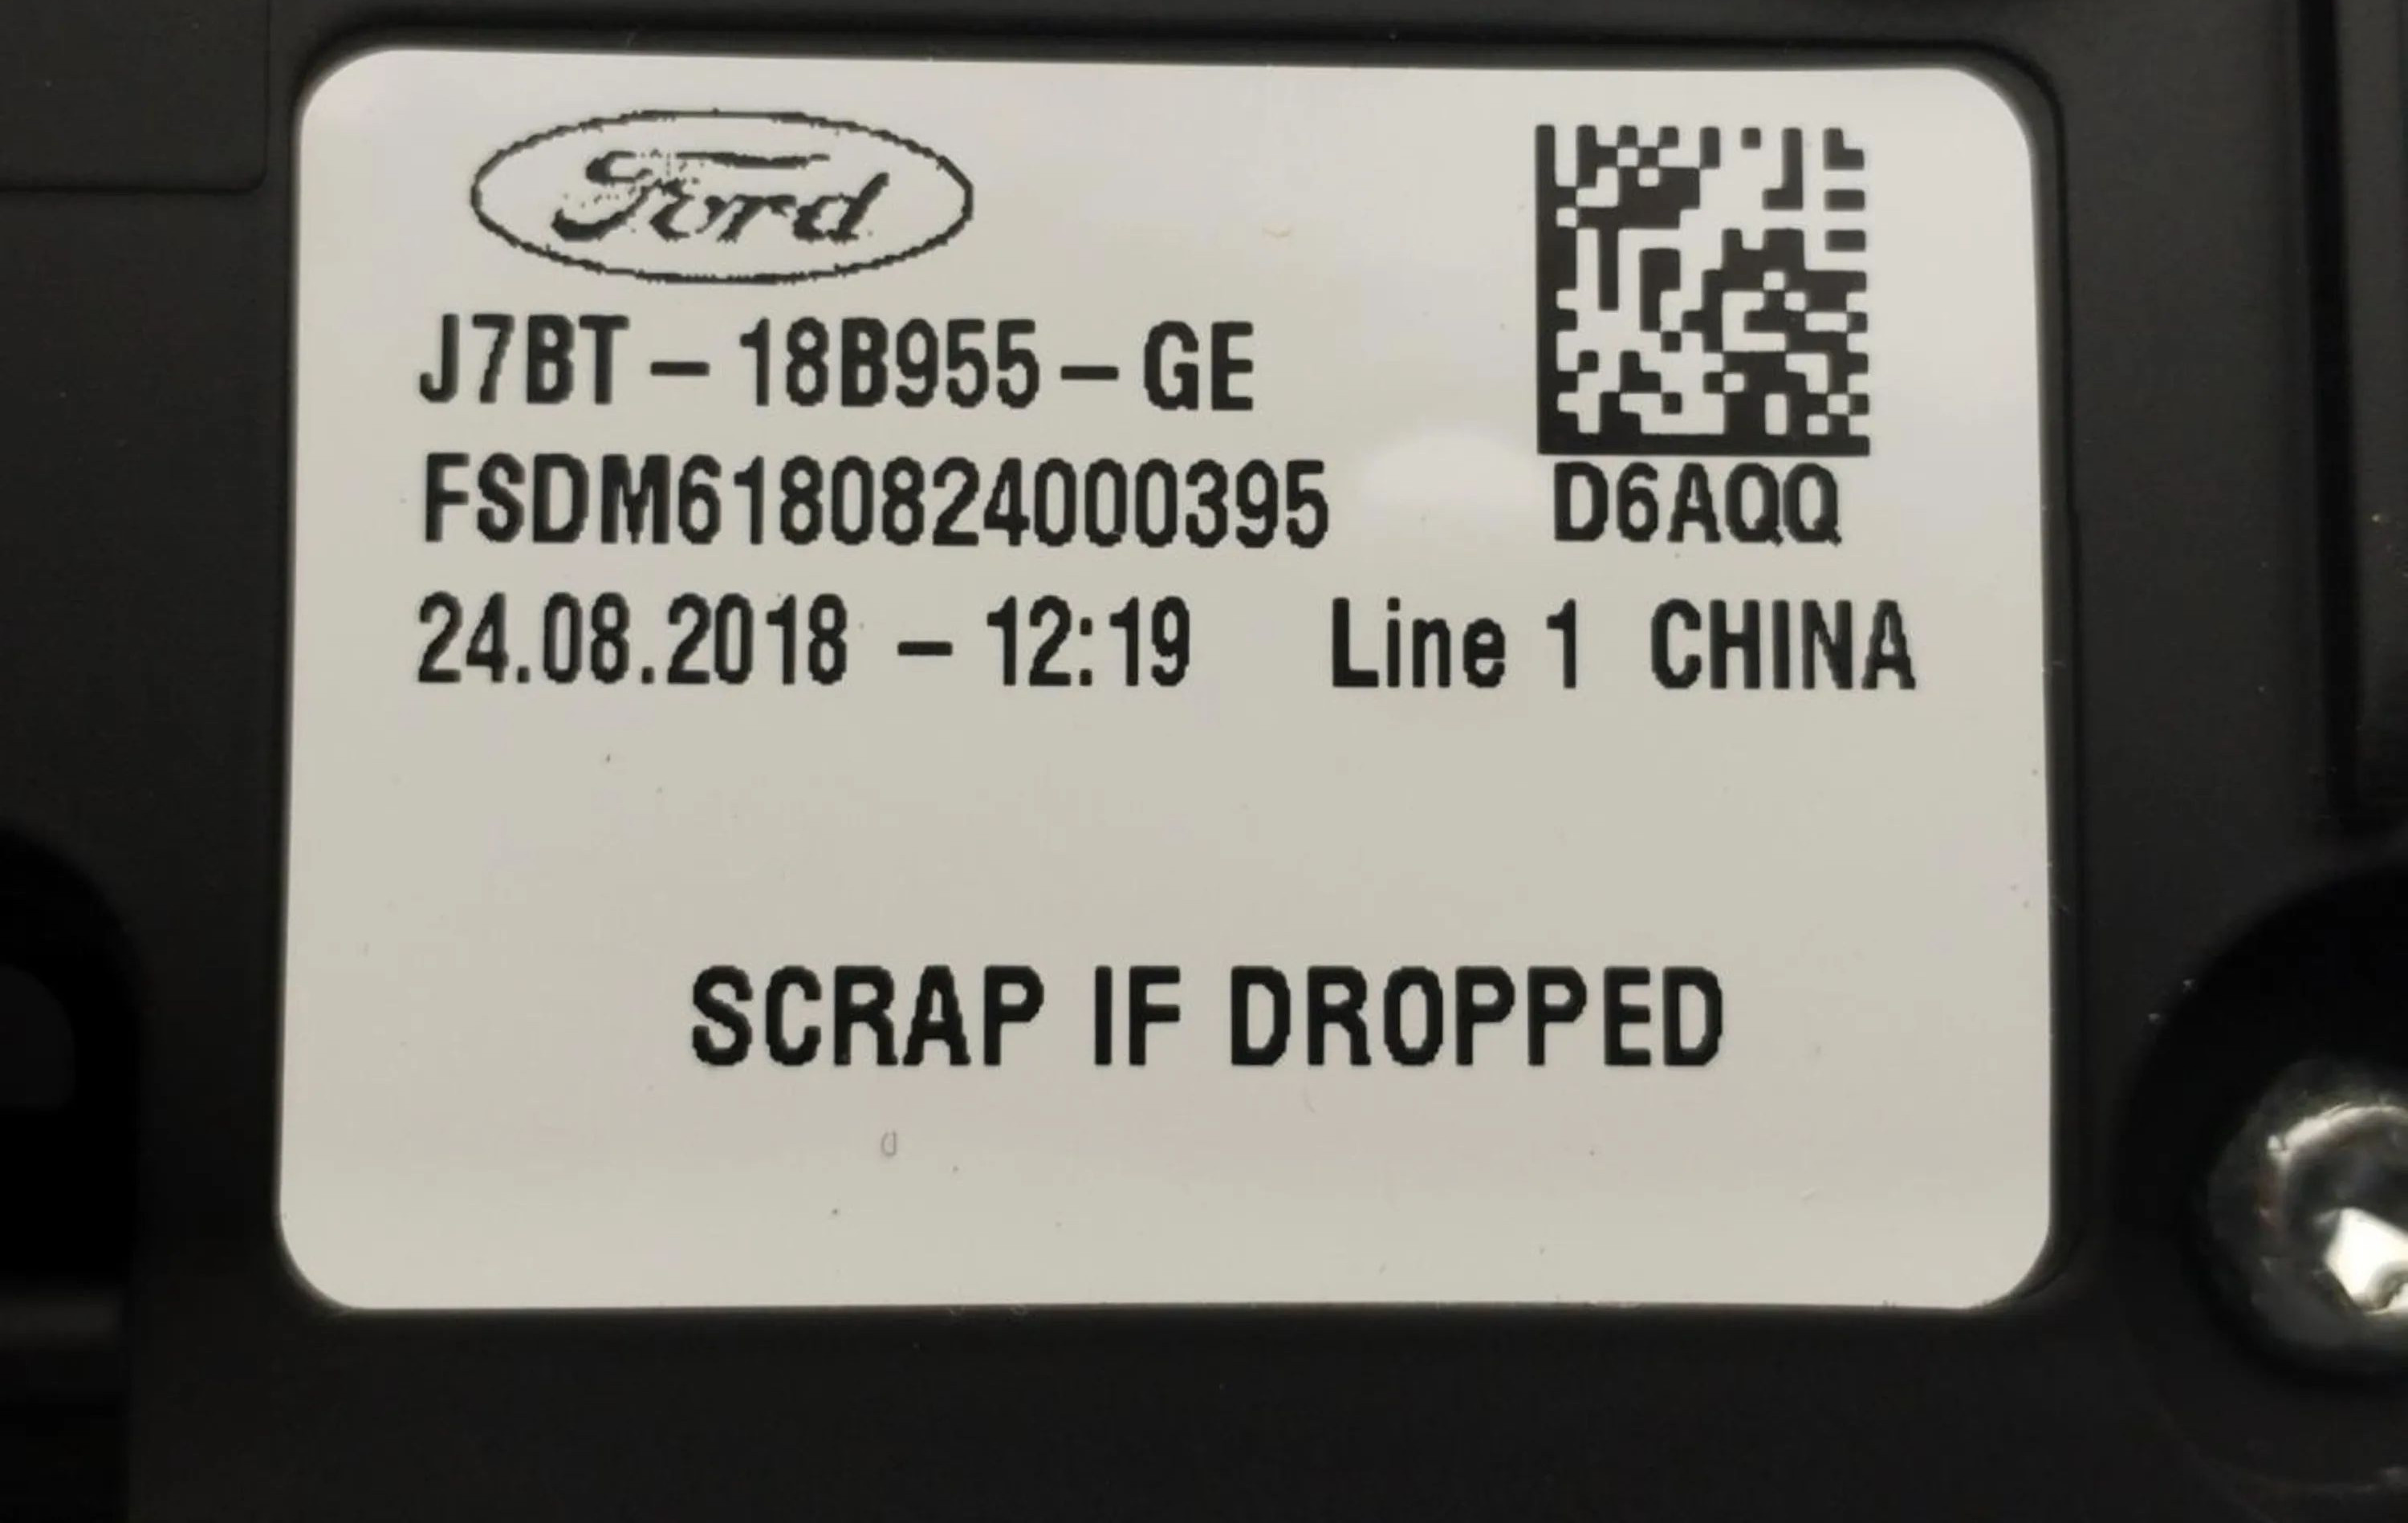 Ford
J7BT - 18B955 - GE
FSDM6180824000395
D6AQQ
24.08.2018 - 12:19 Line 1 CHINA
SCRAP IF DROPPED